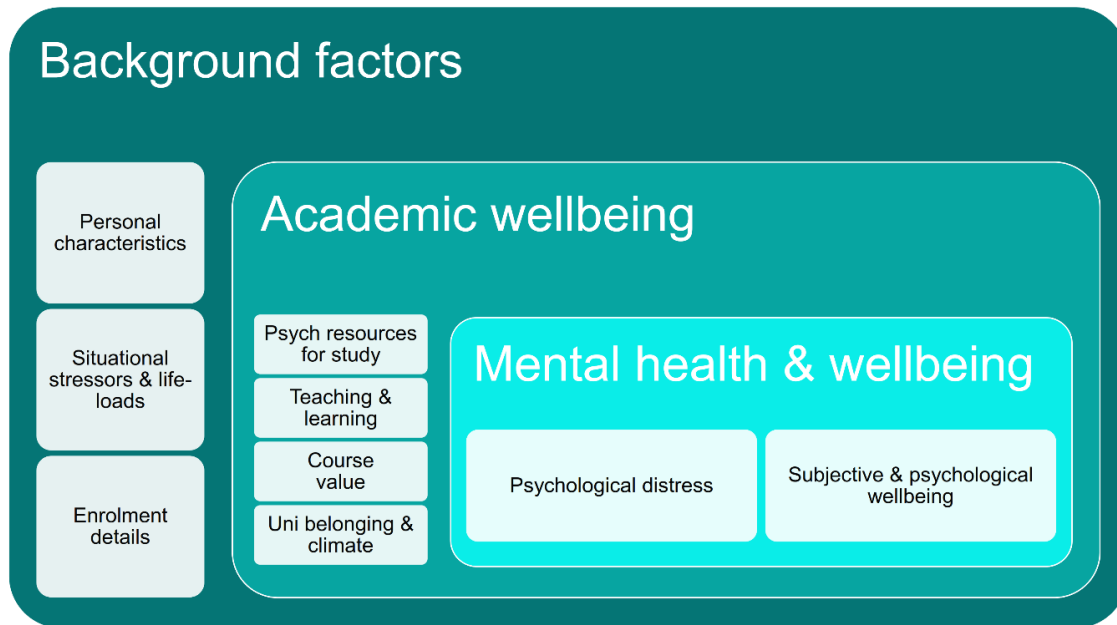 Background factors
Personal
characteristics
Situational
stressors & life-
loads
Enrolment
details
Academic wellbeing
Psych resources
for study
Teaching &
learning
Course
value
Uni belonging &
climate
Mental health & wellbeing
Psychological distress
Subjective & psychological
wellbeing